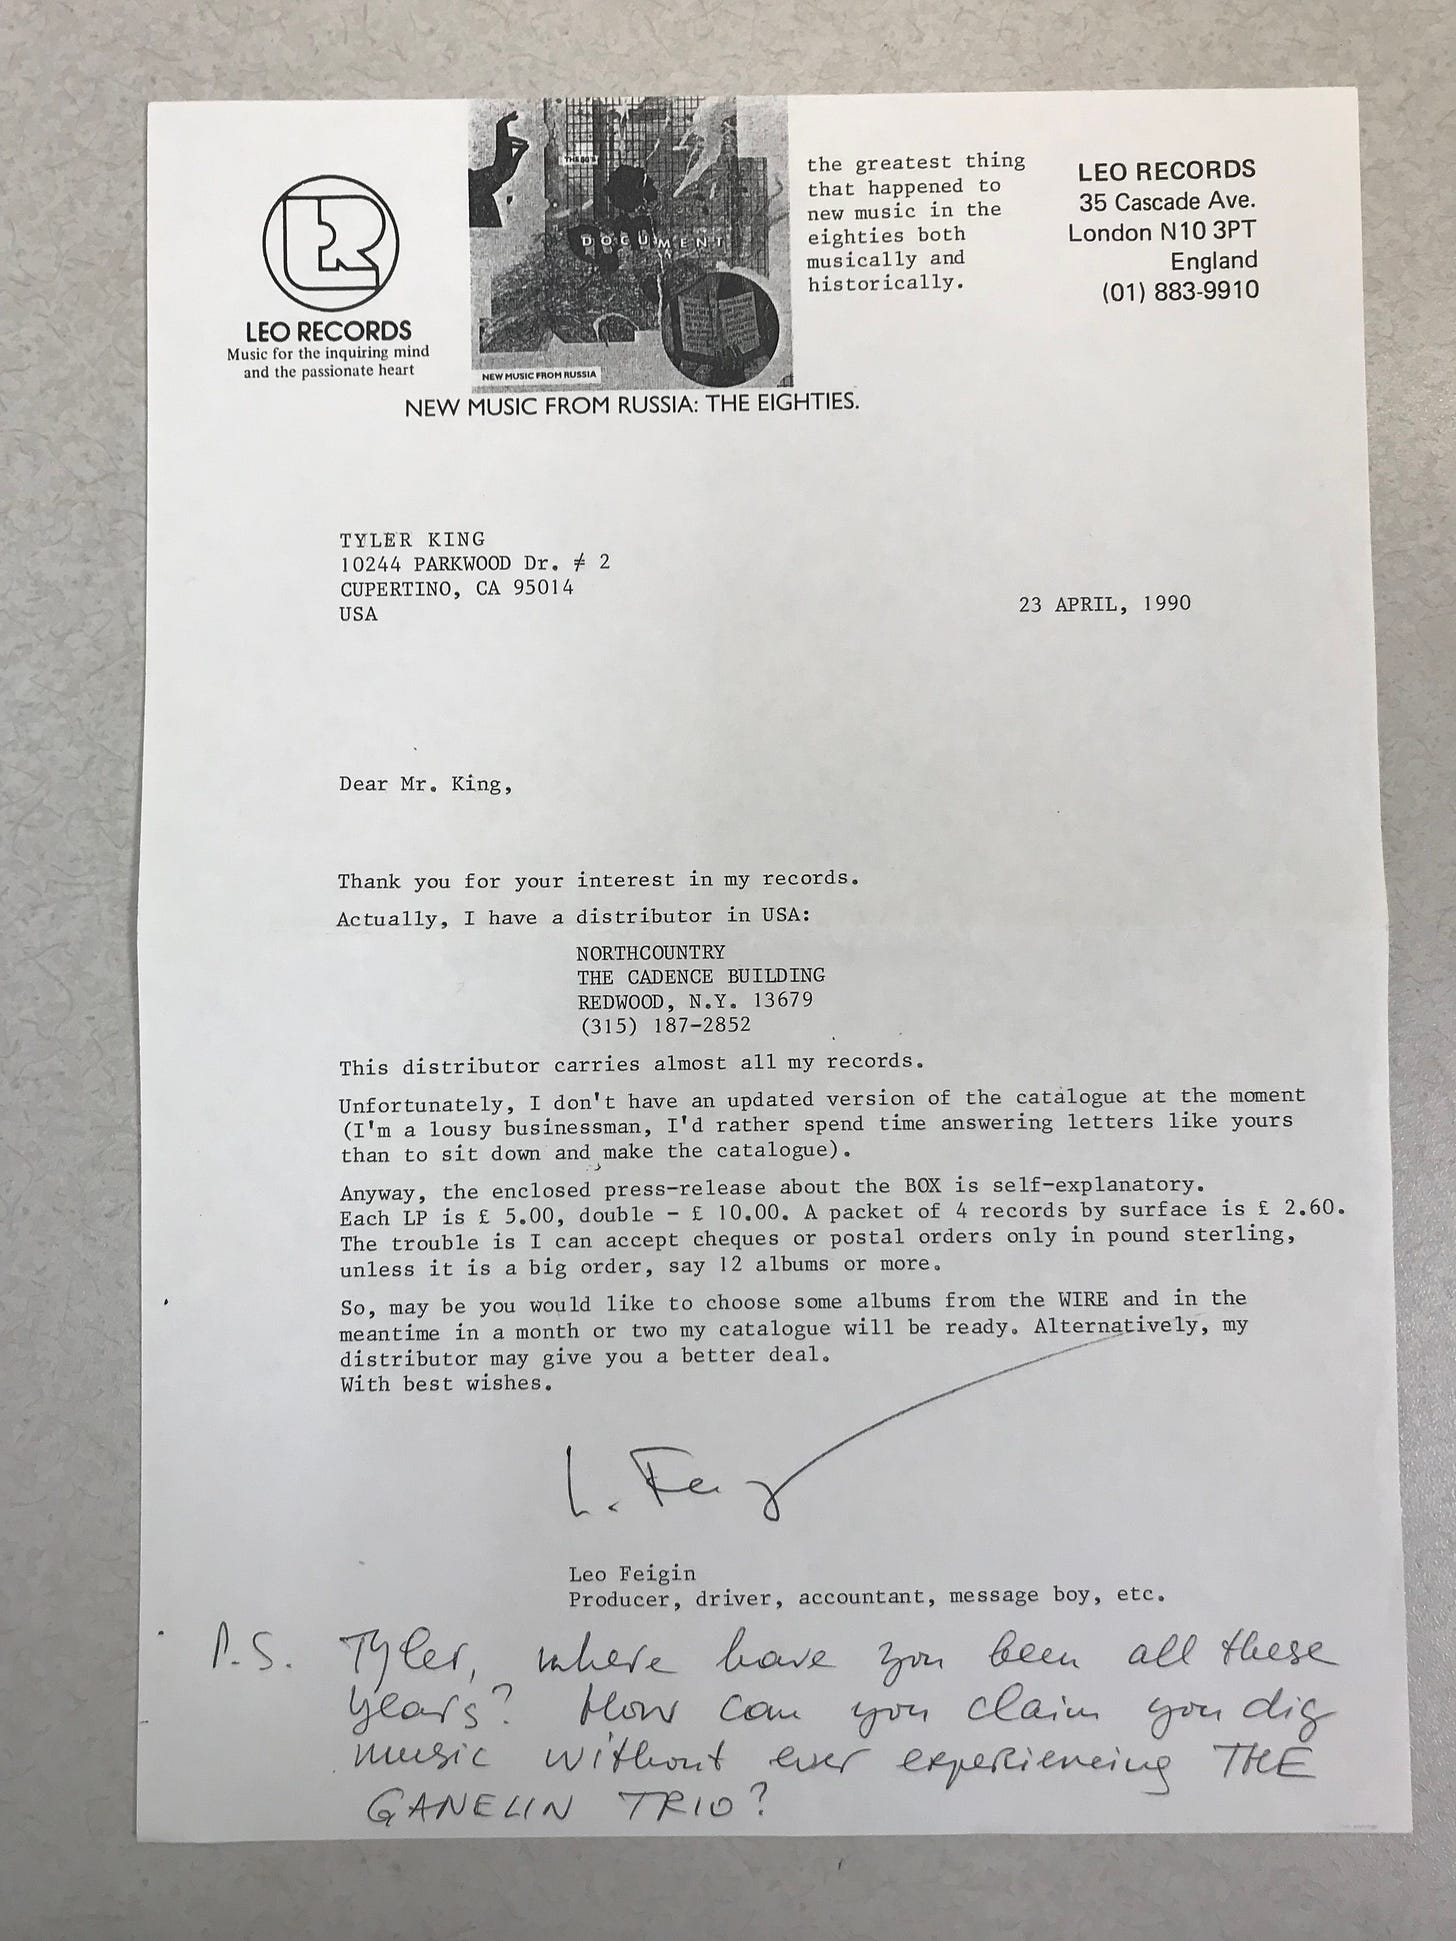 LEO RECORDS
Music for the inquiring mind
and the passionate heart
THE 80's
DOCUMENT
NEW MUSIC FROM RUSSIA
NEW MUSIC FROM RUSSIA: THE EIGHTIES.
the greatest thing
that happened to
new music in the
eighties both
musically and
historically.
LEO RECORDS
35 Cascade Ave.
London N10 3PT
England
(01) 883-9910
TYLER KING
10244 PARKWOOD Dr. ≠ 2
CUPERTINO, CA 95014
USA
23 APRIL, 1990
Dear Mr. King,
Thank you for your interest in my records.
Actually, I have a distributor in USA:
NORTHCOUNTRY
THE CADENCE BUILDING
REDWOOD, N.Y. 13679
(315) 187-2852
This distributor carries almost all my records.
Unfortunately, I don't have an updated version of the catalogue at the moment
(I'm a lousy businessman, I'd rather spend time answering letters like yours
than to sit down and make the catalogue).
Anyway, the enclosed press-release about the BOX is self-explanatory.
Each LP is £ 5.00, double - £ 10.00. A packet of 4 records by surface is £ 2.60.
The trouble is I can accept cheques or postal orders only in pound sterling,
unless it is a big order, say 12 albums or more.
So, may be you would like to choose some albums from the WIRE and in the
meantime in a month or two my catalogue will be ready. Alternatively, my
distributor may give you a better deal.
With best wishes.
L. Feig
Leo Feigin
Producer, driver, accountant, message boy, etc.
P.S. Tyler, where have you been all these
years? How can you claim you dig
music without ever experiencing THE
GANELIN TRIO?